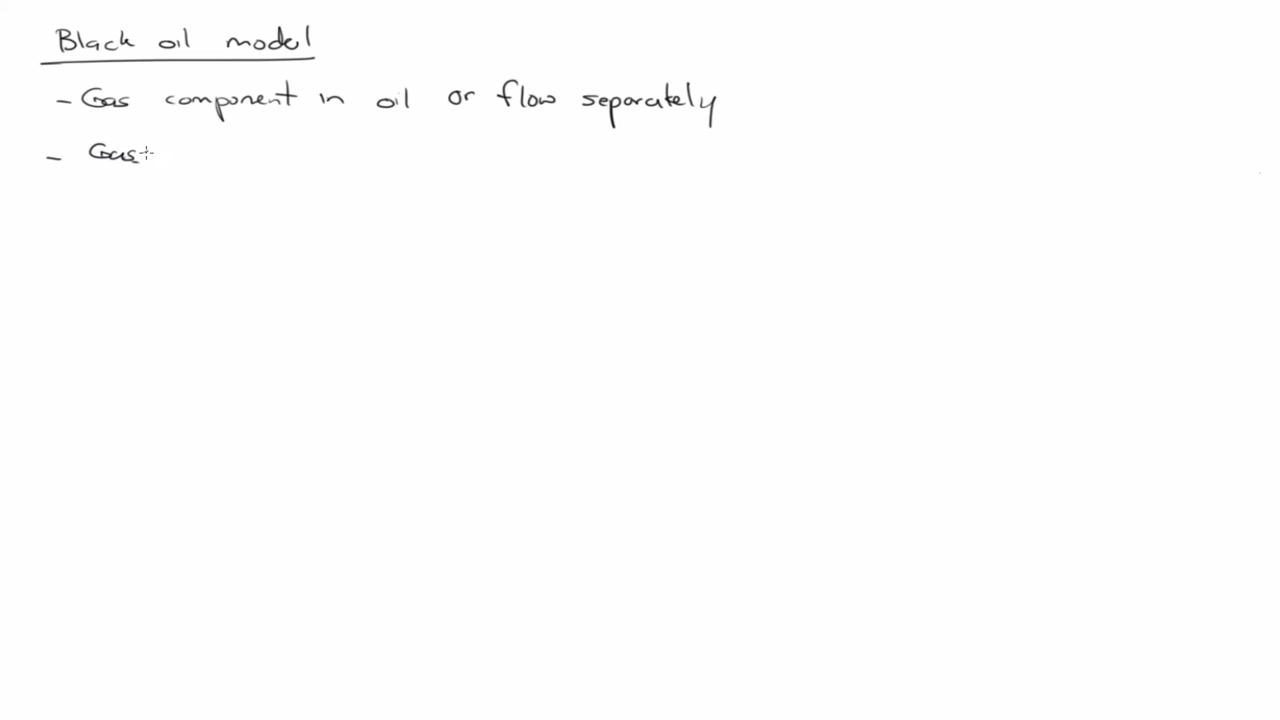 Black oil model
- Gas component in oil or flow separately
- Gas